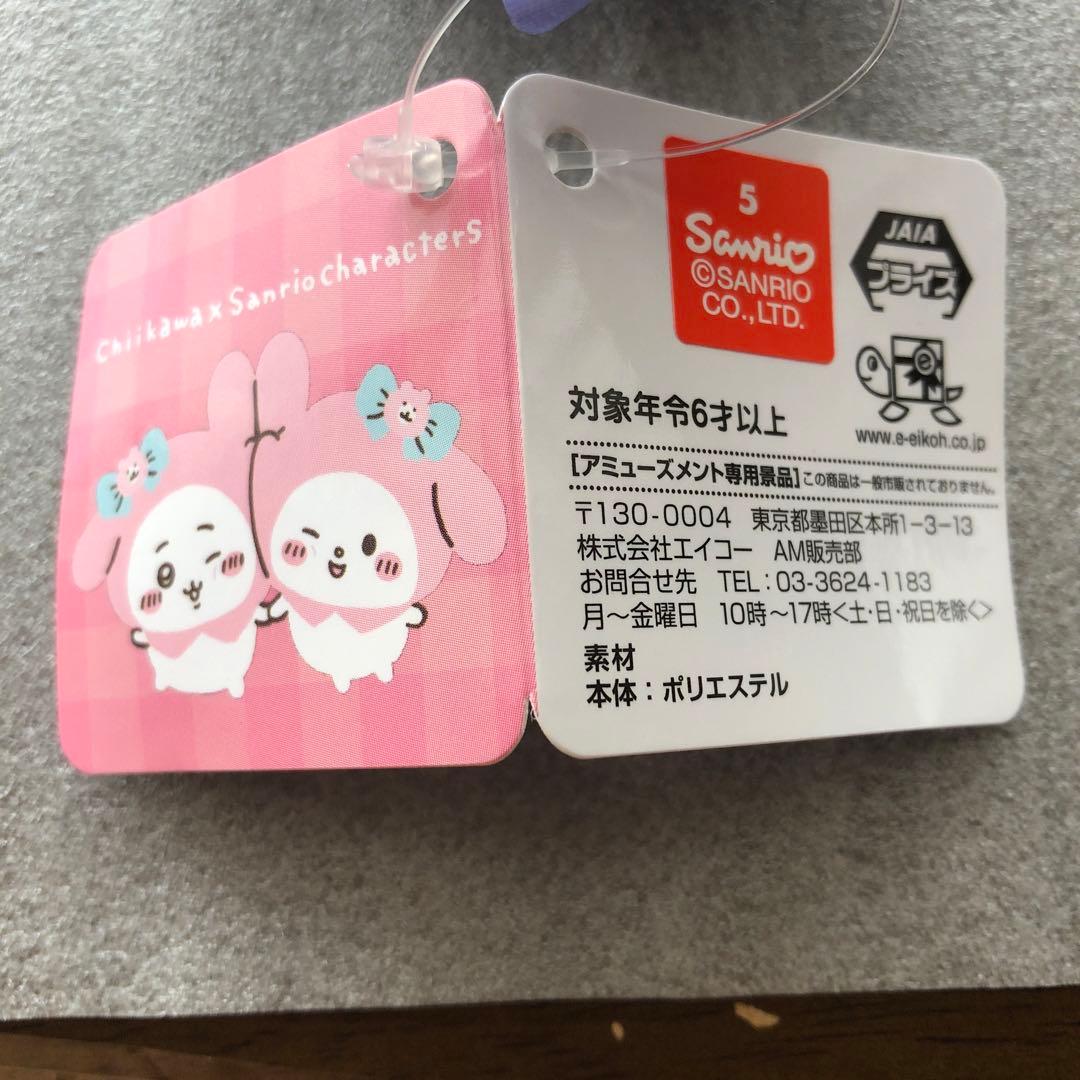 Chiikawa x Sanrio characters
5
Sanrio
©SANRIO
CO., LTD.
JAIA
プライズ
e
www.e-eikoh.co.jp
対象年令6才以上
[アミューズメント専用景品]この商品は一般市販されておりません。
〒130-0004 東京都墨田区本所1-3-13
株式会社エイコー AM販売部
お問合せ先 TEL:03-3624-1183
月~金曜日 10時~17時<土・日・祝日を除く>
素材
本体:ポリエステル